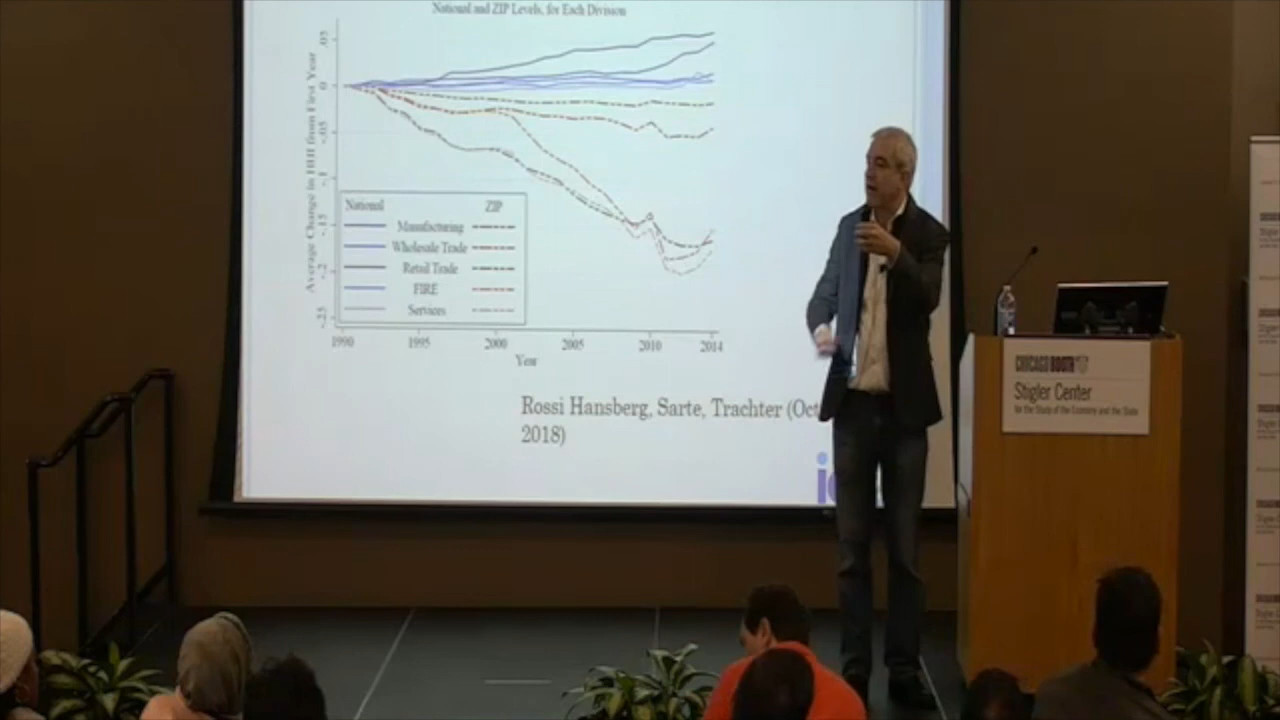 National and ZIP Levels, for Each Division
Average Change in HHI from First Year
.05
0
-.05
-.1
-.15
-.2
-.25
National ZIP
Manufacturing
Wholesale Trade
Retail Trade
FIRE
Services
1990 1995 2000 2005 2010 2014
Year
Rossi Hansberg, Sarte, Trachter (Oct
2018)
CHICAGO BOOTH
Stigler Center
for the Study of the Economy and the State